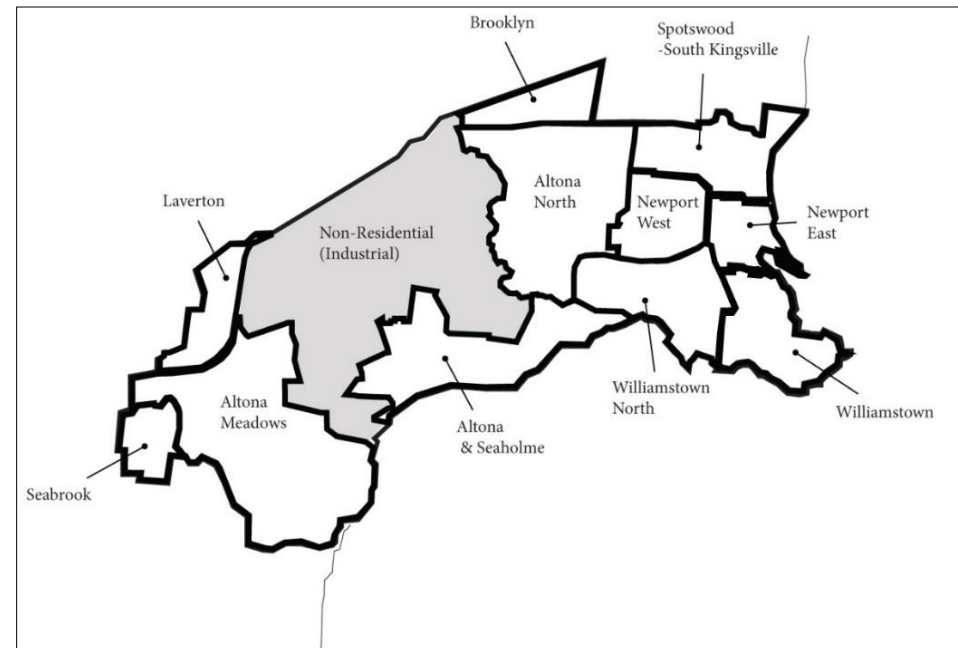 Brooklyn
Spotswood
-South Kingsville
Laverton
Altona
North
Newport
West
Newport
East
Non-Residential
(Industrial)
Altona
Meadows
Altona
& Seaholme
Williamstown
North
Williamstown
Seabrook